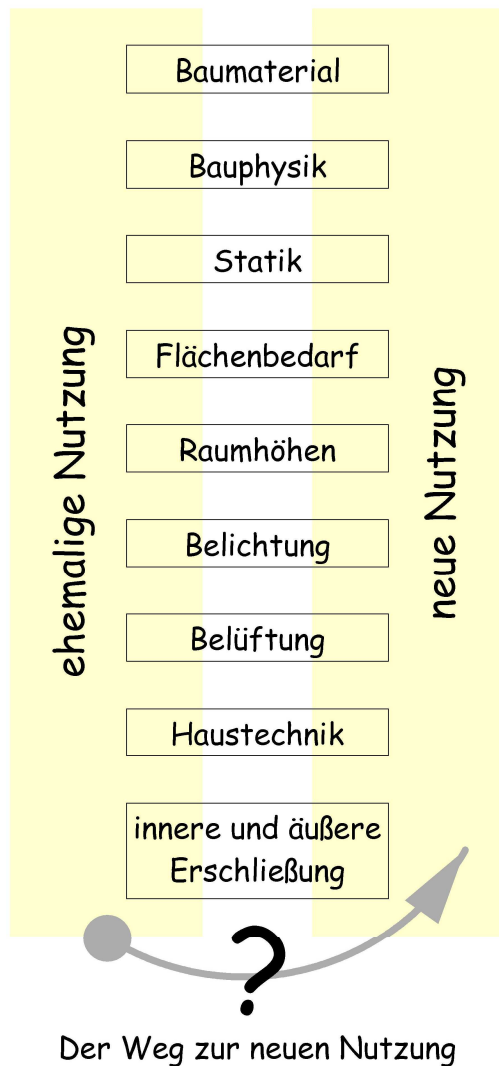 Baumaterial
Bauphysik
Statik
Flächenbedarf
Raumhöhen
Belichtung
Belüftung
Haustechnik
innere und äußere
Erschließung
ehemalige Nutzung
neue Nutzung
?
Der Weg zur neuen Nutzung